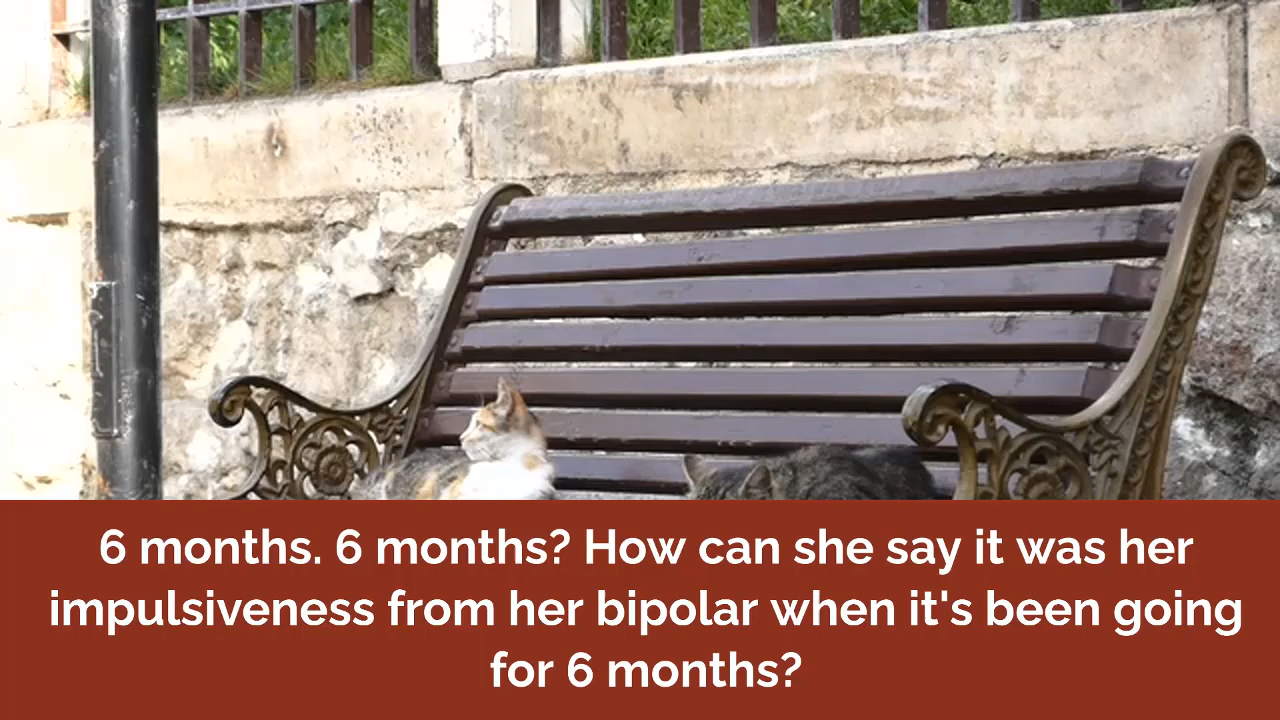 6 months. 6 months? How can she say it was her
impulsiveness from her bipolar when it's been going
for 6 months?